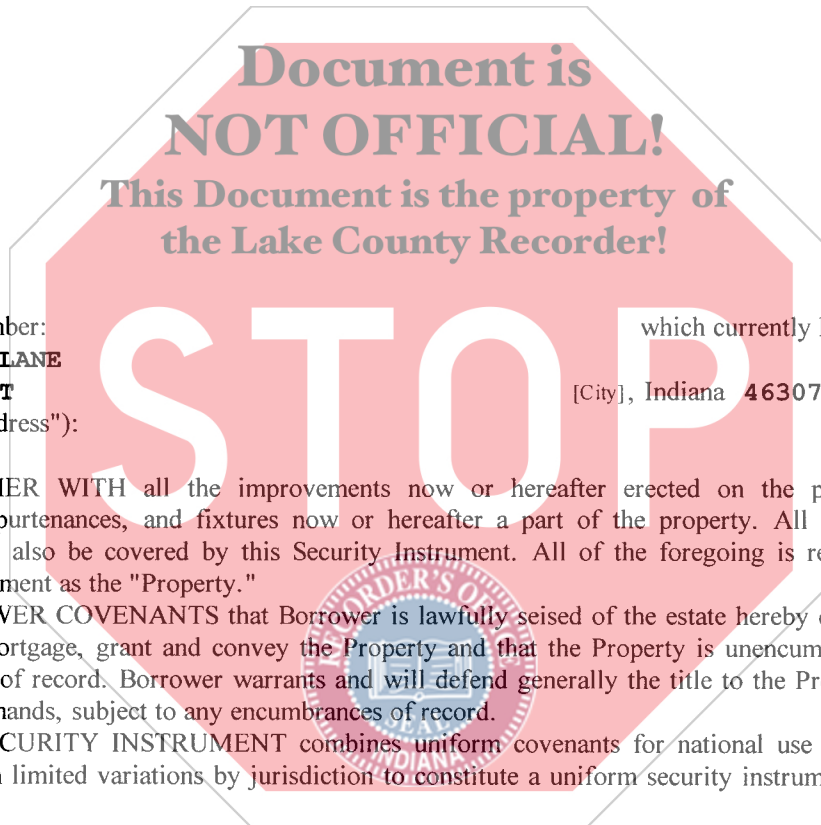 Document is
NOT OFFICIAL!
This Document is the property of
the Lake County Recorder!
STOP
nber: which currently
LANE
T [City], Indiana 46307
dress"):
IER WITH all the improvements now or hereafter erected on the p
purtenances, and fixtures now or hereafter a part of the property. All
also be covered by this Security Instrument. All of the foregoing is re
ment as the "Property."
VER COVENANTS that Borrower is lawfully seised of the estate hereby
ortgage, grant and convey the Property and that the Property is unencum
of record. Borrower warrants and will defend generally the title to the Pr
nands, subject to any encumbrances of record.
CURITY INSTRUMENT combines uniform covenants for national use
limited variations by jurisdiction to constitute a uniform security instrum
RECORDER'S OFFICE
SEAL
INDIANA